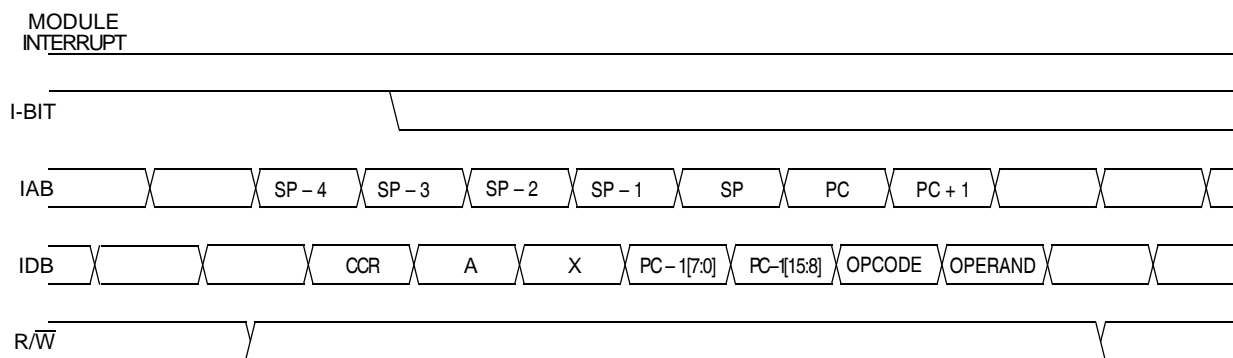 MODULE
INTERRUPT
I-BIT
IAB SP – 4 SP – 3 SP – 2 SP – 1 SP PC PC + 1
IDB CCR A X PC – 1[7:0] PC–1[15:8] OPCODE OPERAND
R/W̅